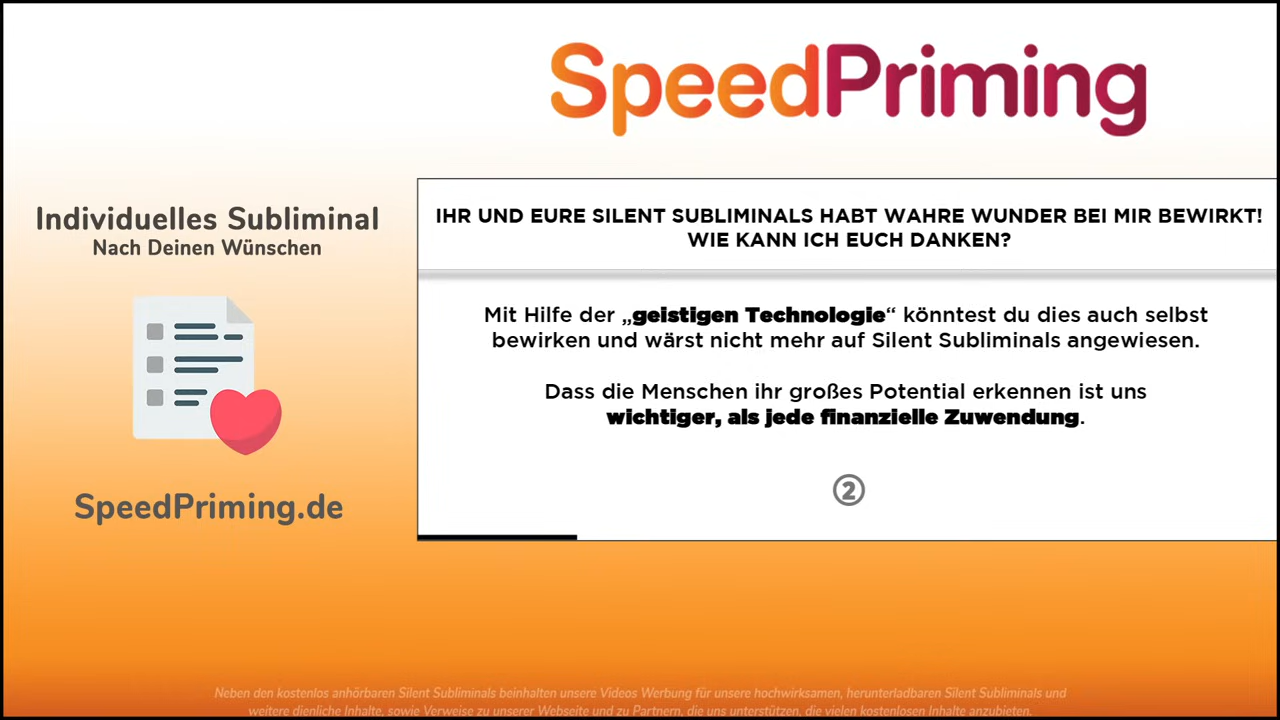 SpeedPriming
Individuelles Subliminal
Nach Deinen Wünschen
SpeedPriming.de
IHR UND EURE SILENT SUBLIMINALS HABT WAHRE WUNDER BEI MIR BEWIRKT!
WIE KANN ICH EUCH DANKEN?
Mit Hilfe der „geistigen Technologie“ könntest du dies auch selbst
bewirken und wärst nicht mehr auf Silent Subliminals angewiesen.
Dass die Menschen ihr großes Potential erkennen ist uns
wichtiger, als jede finanzielle Zuwendung.
②
Neben den kostenlos anhörbaren Silent Subliminals beinhalten unsere Videos Werbung für unsere hochwirksamen, herunterladbaren Silent Subliminals und
weitere dienliche Inhalte, sowie Verweise zu unserer Webseite und zu Partnern, die uns unterstützen, die vielen kostenlosen Inhalte anzubieten.